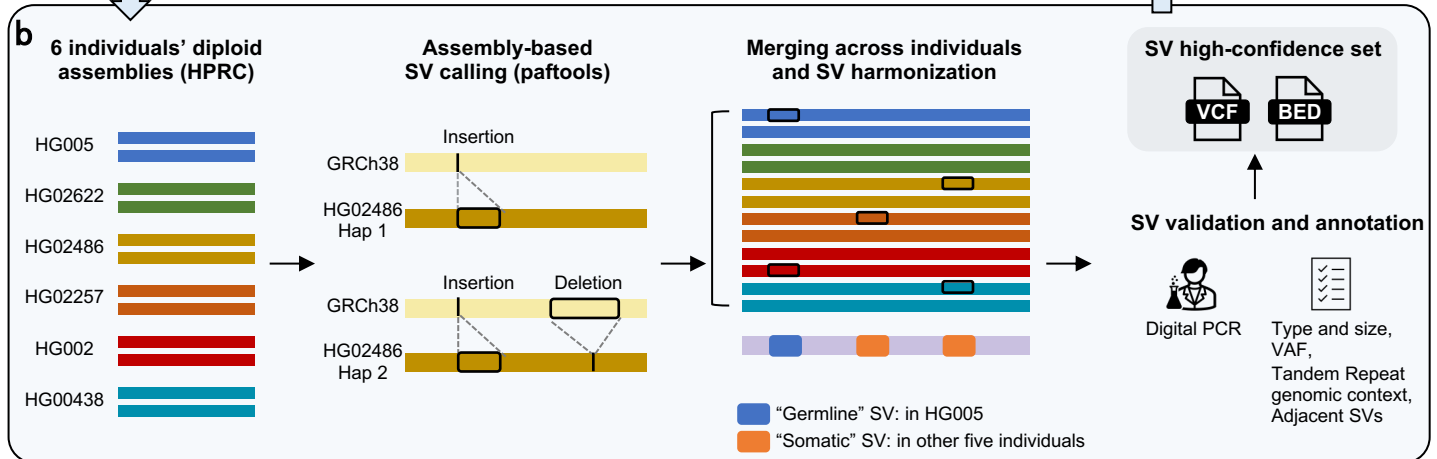 b
6 individuals’ diploid
assemblies (HPRC)
HG005
HG02622
HG02486
HG02257
HG002
HG00438
Assembly-based
SV calling (paftools)
Insertion
GRCh38
HG02486
Hap 1
Insertion
Deletion
GRCh38
HG02486
Hap 2
Merging across individuals
and SV harmonization
“Germline” SV: in HG005
“Somatic” SV: in other five individuals
SV high-confidence set
VCF
BED
SV validation and annotation
Digital PCR
Type and size,
VAF,
Tandem Repeat
genomic context,
Adjacent SVs